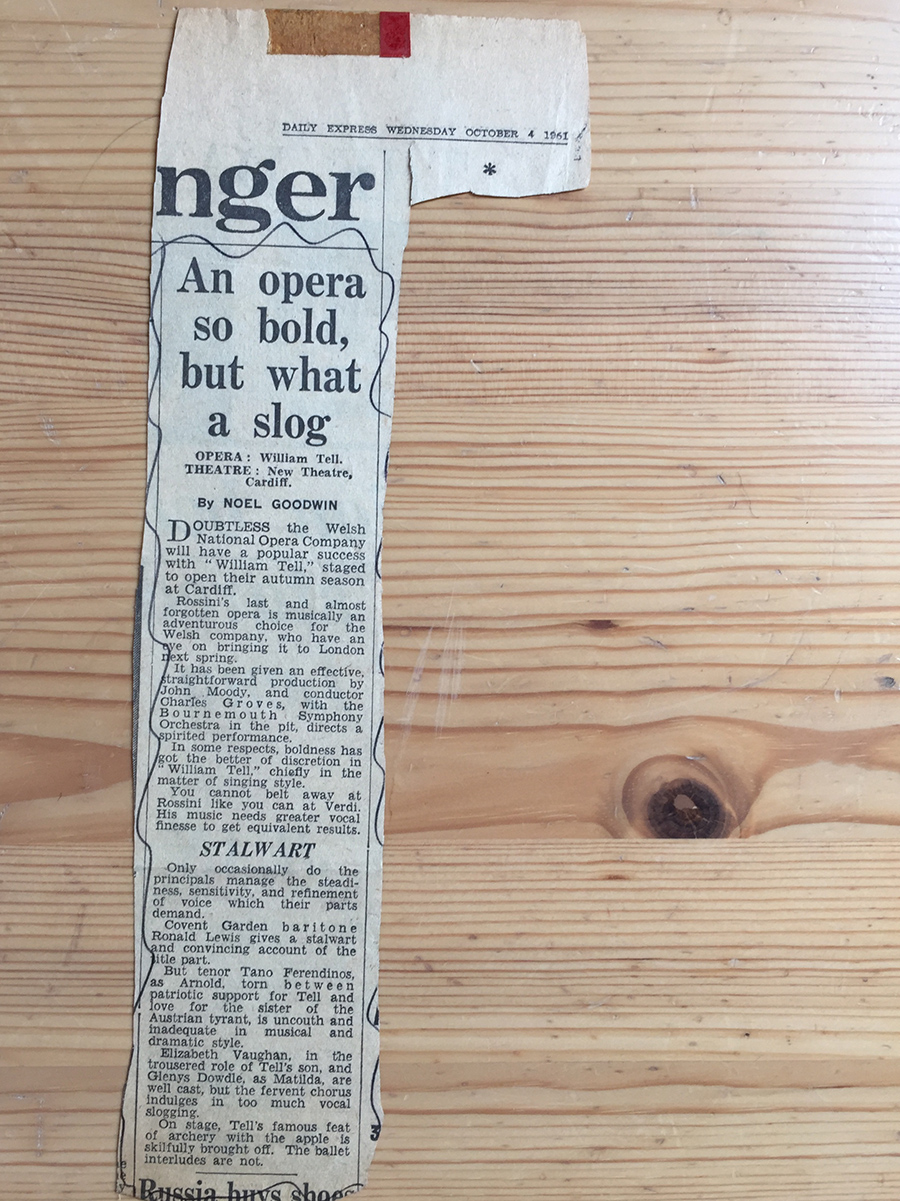 DAILY EXPRESS WEDNESDAY OCTOBER 4 1961
*
nger
An opera
so bold,
but what
a slog
OPERA : William Tell.
THEATRE : New Theatre,
Cardiff.
By NOEL GOODWIN
DOUBTLESS the Welsh
National Opera Company
will have a popular success
with "William Tell," staged
to open their autumn season
at Cardiff.
Rossini's last and almost
forgotten opera is musically an
adventurous choice for the
Welsh company, who have an
eye on bringing it to London
next spring.
It has been given an effective,
straightforward production by
John Moody, and conductor
Charles Groves, with the
Bournemouth Symphony
Orchestra in the pit, directs a
spirited performance.
In some respects, boldness has
got the better of discretion in
"William Tell," chiefly in the
matter of singing style.
You cannot belt away at
Rossini like you can at Verdi.
His music needs greater vocal
finesse to get equivalent results.
STALWART
Only occasionally do the
principals manage the steadi-
ness, sensitivity, and refinement
of voice which their parts
demand.
Covent Garden baritone
Ronald Lewis gives a stalwart
and convincing account of the
title part.
But tenor Tano Ferendinos,
as Arnold, torn between
patriotic support for Tell and
love for the sister of the
Austrian tyrant, is uncouth and
inadequate in musical and
dramatic style.
Elizabeth Vaughan, in the
trousered role of Tell's son, and
Glenys Dowdle, as Matilda, are
well cast, but the fervent chorus
indulges in too much vocal
slogging.
On stage, Tell's famous feat
of archery with the apple is
skilfully brought off. The ballet
interludes are not.
Russia buys shoes